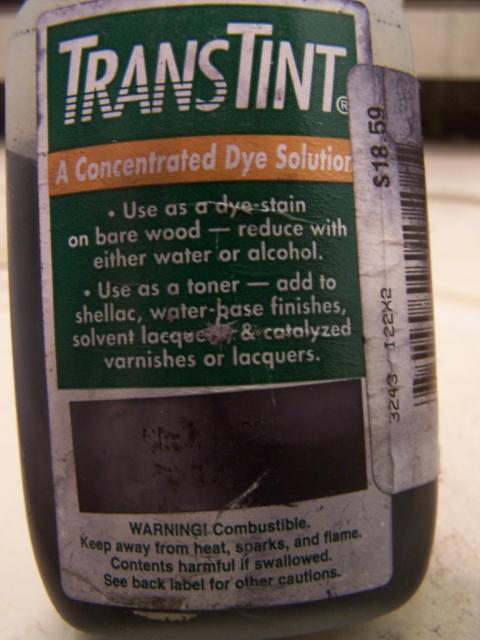 TRANSTINT®
A Concentrated Dye Solution
• Use as a dye-stain
on bare wood — reduce with
either water or alcohol.
• Use as a toner — add to
shellac, water-base finishes,
solvent lacquers & catalyzed
varnishes or lacquers.
WARNING! Combustible.
Keep away from heat, sparks, and flame.
Contents harmful if swallowed.
See back label for other cautions.
$18.59
3243 122X2